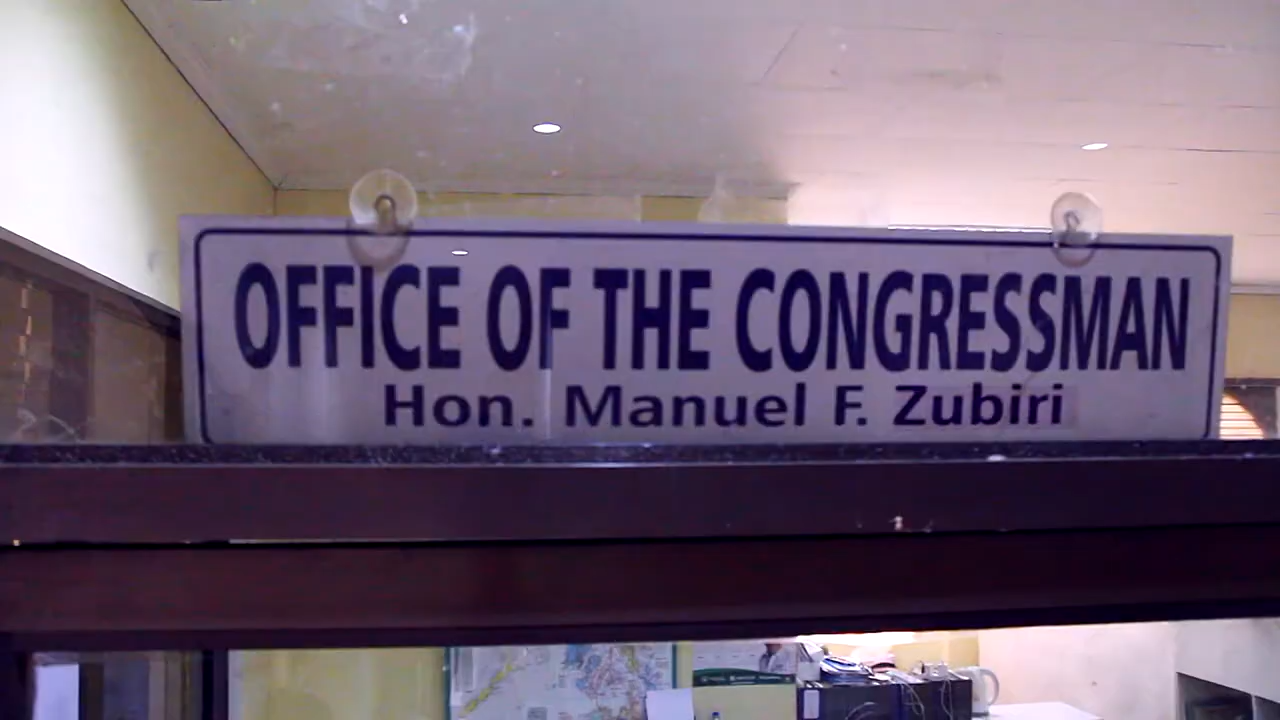 OFFICE OF THE CONGRESSMAN
Hon. Manuel F. Zubiri